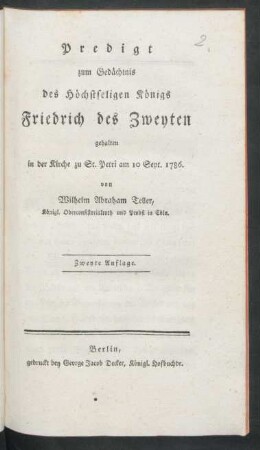 2.
Predigt
zum Gedächtnis
des Höchstseligen Königs
Friedrich des Zweyten
gehalten
in der Kirche zu St. Petri am 10 Sept. 1786.
von
Wilhelm Abraham Teller,
Königl. Oberconsistorialrath und Probst in Cöln.
Zweyte Auflage.
Berlin,
gedruckt bey George Jacob Decker, Königl. Hofbuchdr.